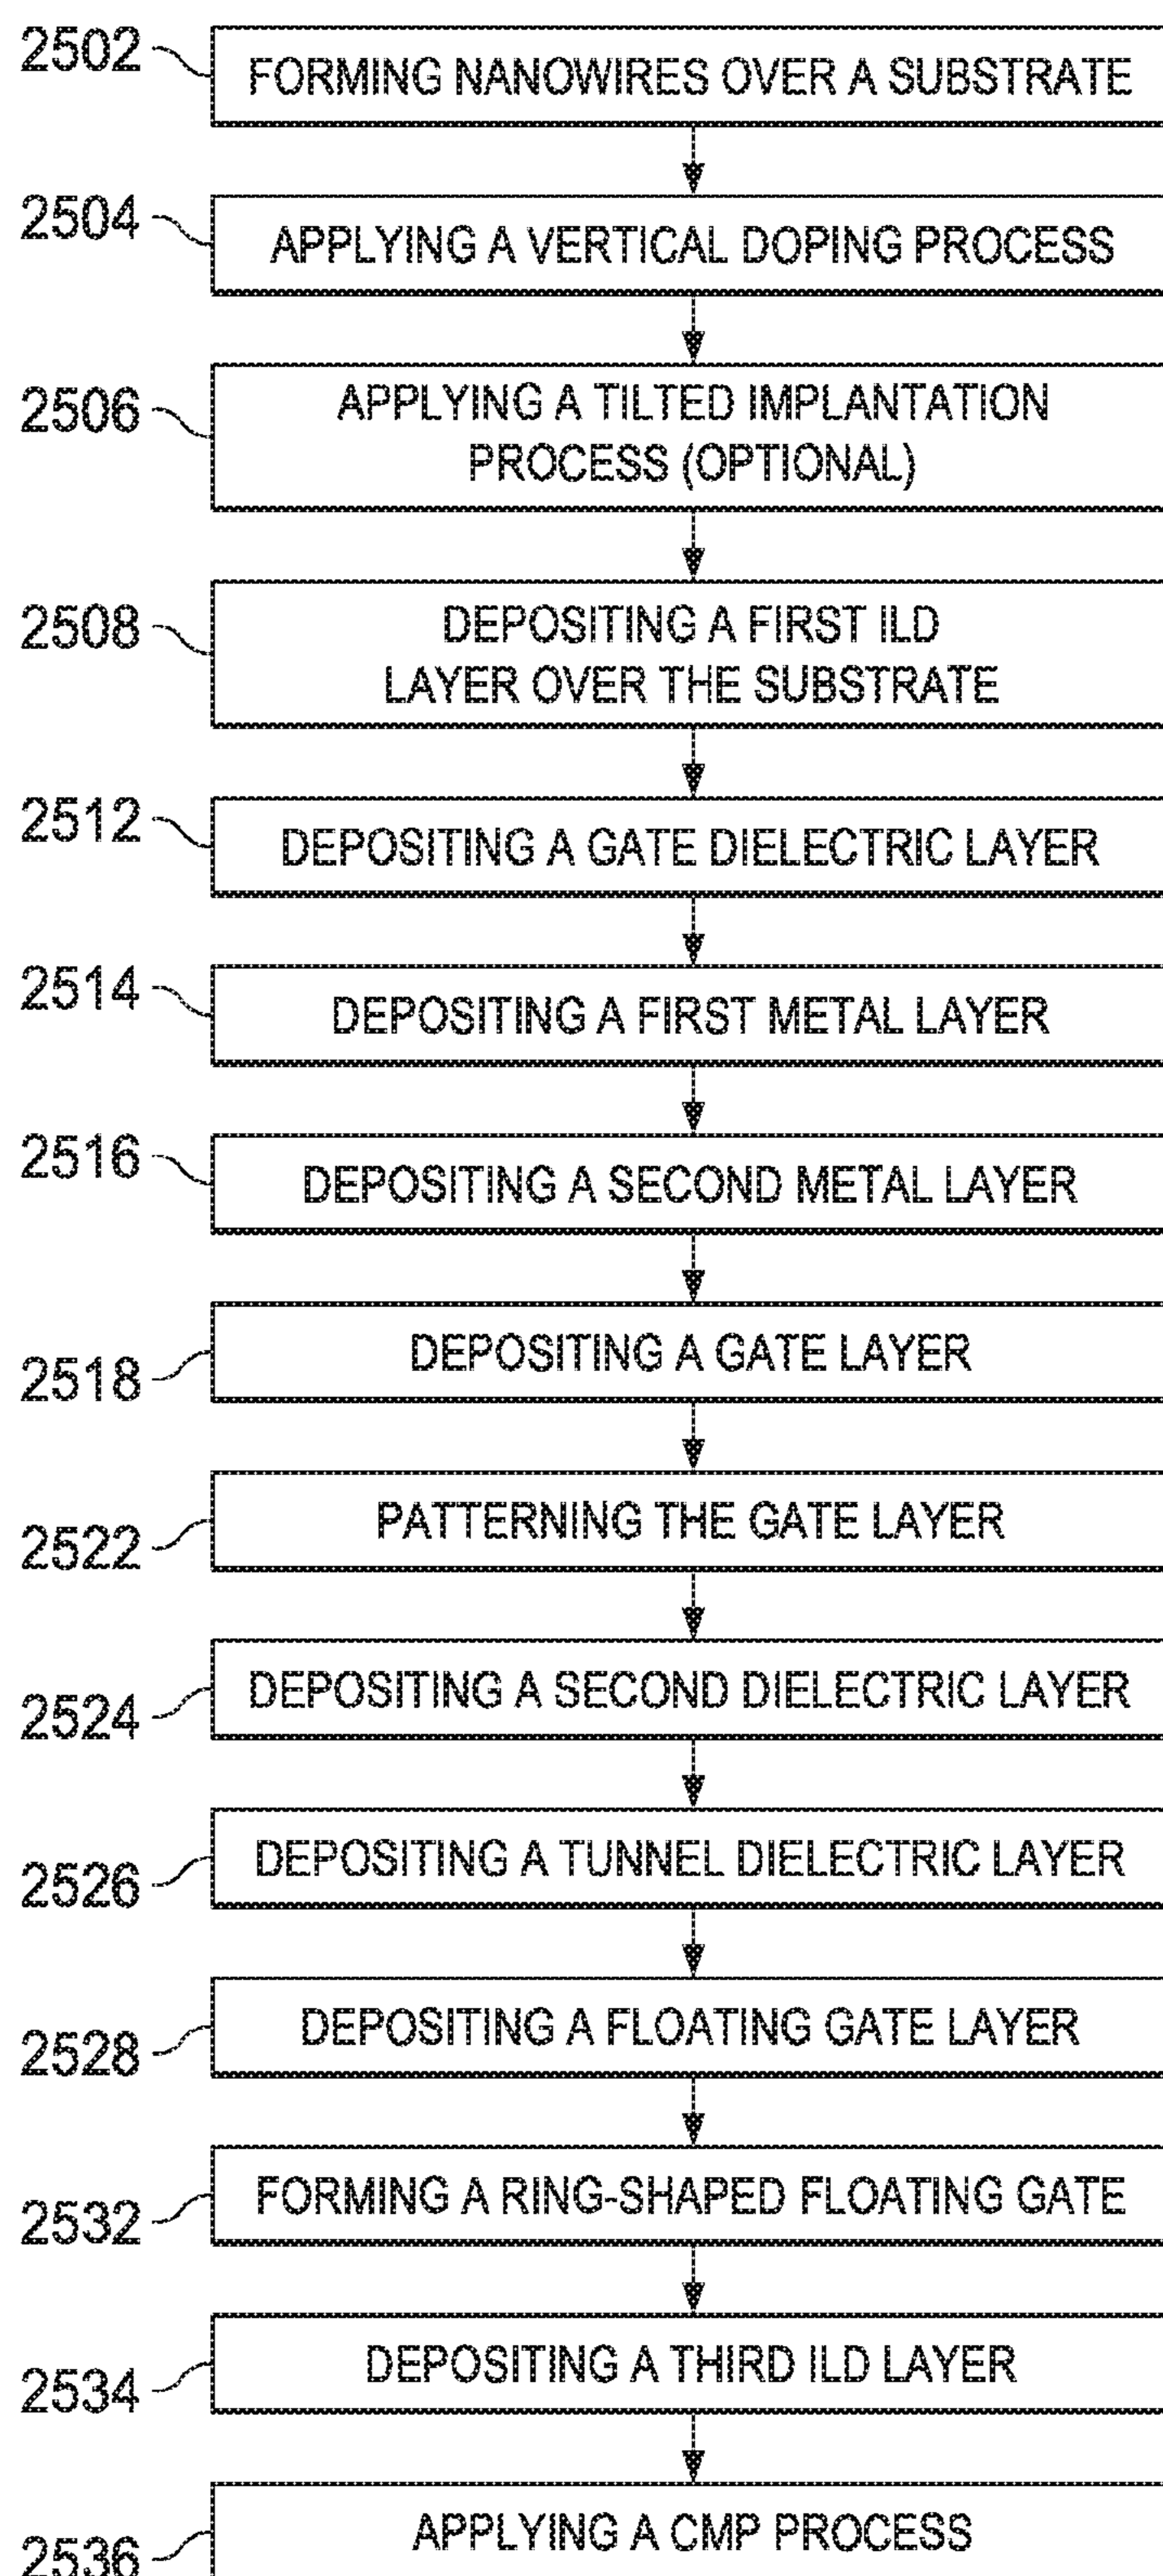 2502 FORMING NANOWIRES OVER A SUBSTRATE
2504 APPLYING A VERTICAL DOPING PROCESS
2506 APPLYING A TILTED IMPLANTATION
PROCESS (OPTIONAL)
2508 DEPOSITING A FIRST ILD
LAYER OVER THE SUBSTRATE
2512 DEPOSITING A GATE DIELECTRIC LAYER
2514 DEPOSITING A FIRST METAL LAYER
2516 DEPOSITING A SECOND METAL LAYER
2518 DEPOSITING A GATE LAYER
2522 PATTERNING THE GATE LAYER
2524 DEPOSITING A SECOND DIELECTRIC LAYER
2526 DEPOSITING A TUNNEL DIELECTRIC LAYER
2528 DEPOSITING A FLOATING GATE LAYER
2532 FORMING A RING-SHAPED FLOATING GATE
2534 DEPOSITING A THIRD ILD LAYER
2536 APPLYING A CMP PROCESS